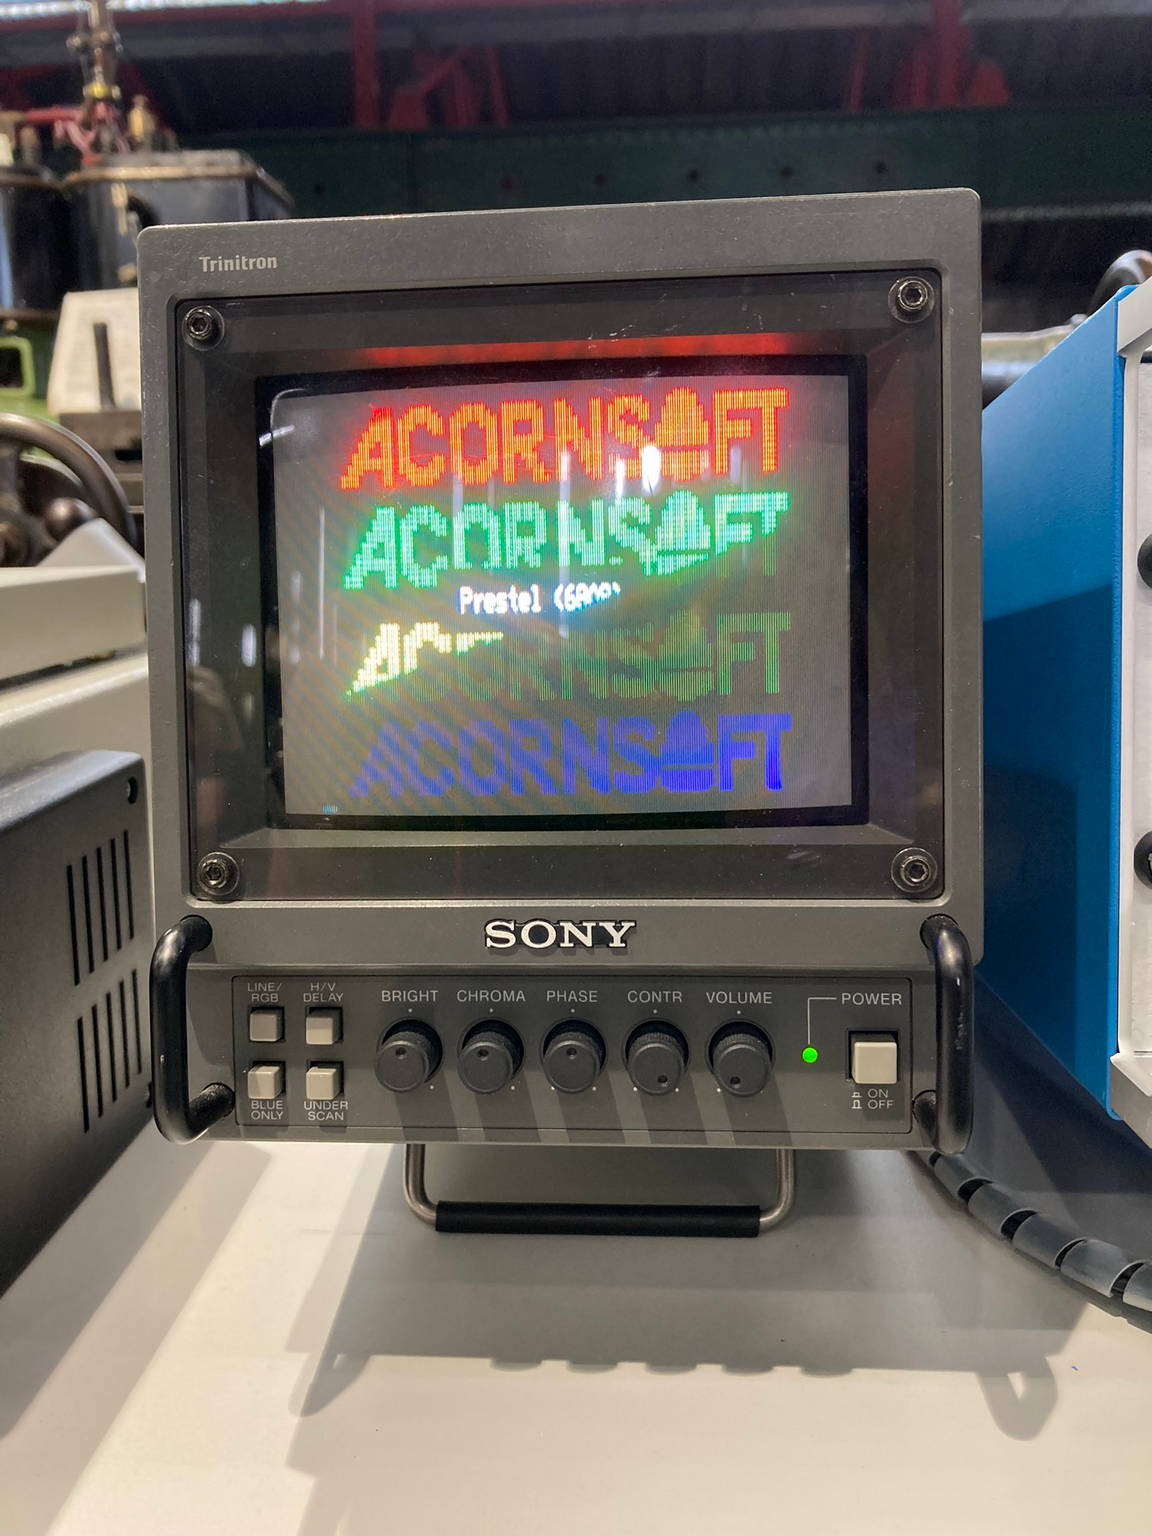 Trinitron
ACORNSOFT
ACORNSOFT
Prestel
ACORNSOFT
ACORNSOFT
SONY
LINE/
RGB
H/V
DELAY
BRIGHT
CHROMA
PHASE
CONTR
VOLUME
POWER
BLUE
ONLY
UNDER
SCAN
ON
OFF